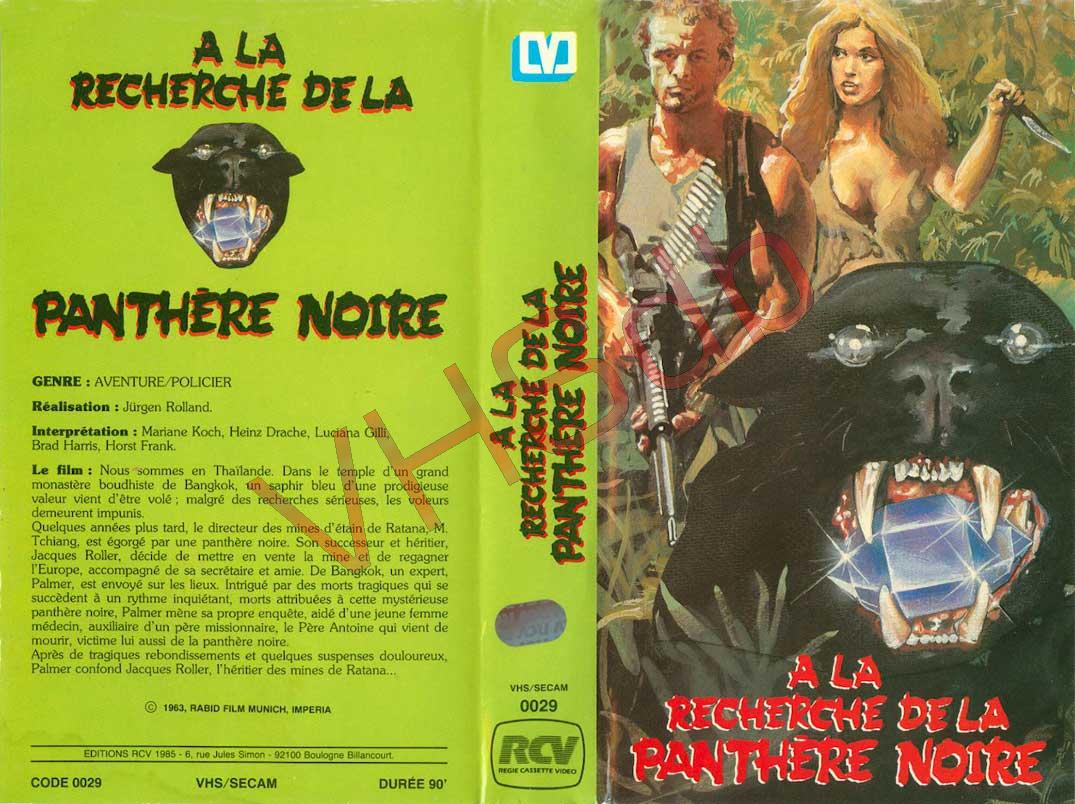 A LA
RECHERCHE DE LA
PANTHÈRE NOIRE
GENRE : AVENTURE/POLICIER
Réalisation : Jürgen Rolland.
Interprétation : Mariane Koch, Heinz Drache, Luciana Gilli,
Brad Harris, Horst Frank.
Le film : Nous sommes en Thaïlande. Dans le temple d'un grand
monastère boudhiste de Bangkok, un saphir bleu d'une prodigieuse
valeur vient d'être volé ; malgré des recherches sérieuses, les voleurs
demeurent impunis.
Quelques années plus tard, le directeur des mines d'étain de Ratana, M.
Tchiang, est égorgé par une panthère noire. Son successeur et héritier,
Jacques Roller, décide de mettre en vente la mine et de regagner
l'Europe, accompagné de sa secrétaire et amie. De Bangkok, un expert,
Palmer, est envoyé sur les lieux. Intrigué par des morts tragiques qui se
succèdent à un rythme inquiétant, morts attribuées à cette mystérieuse
panthère noire, Palmer mène sa propre enquête, aidé d'une jeune femme
médecin, auxiliaire d'un père missionnaire, le Père Antoine qui vient de
mourir, victime lui aussi de la panthère noire.
Après de tragiques rebondissements et quelques suspenses douloureux,
Palmer confond Jacques Roller, l'héritier des mines de Ratana...
© 1963, RABID FILM MUNICH, IMPERIA
EDITIONS RCV 1985 - 6, rue Jules Simon - 92100 Boulogne Billancourt.
CODE 0029 VHS/SECAM DURÉE 90'
A LA
RECHERCHE DE LA
PANTHÈRE NOIRE
VHS/SECAM
0029
RCV
REGIE CASSETTE VIDEO
A LA
RECHERCHE DE LA
PANTHÈRE NOIRE
VHSdb